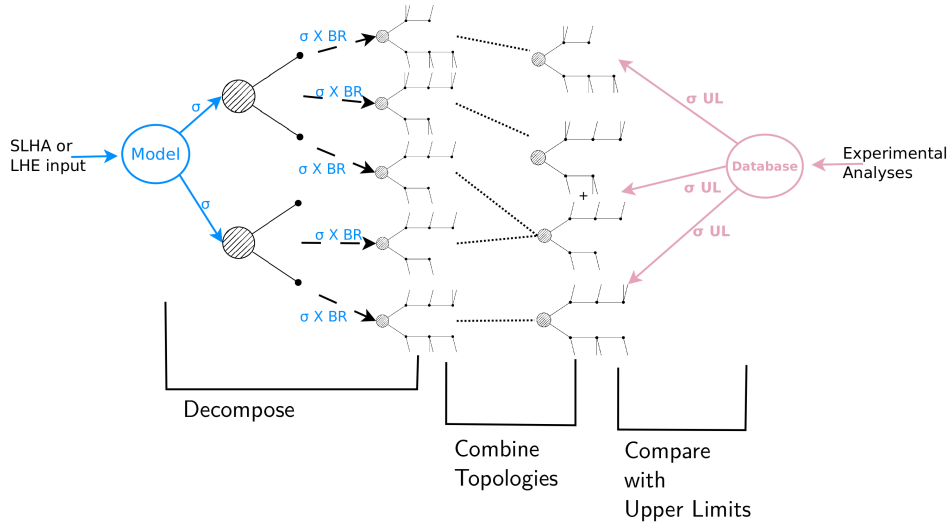 σ X BR
σ X BR
σ UL
σ
SLHA or
LHE input
Model
Experimental
Analyses
Database
σ X BR
σ UL
+
σ
σ X BR
σ UL
σ X BR
Decompose
Combine
Topologies
Compare
with
Upper Limits